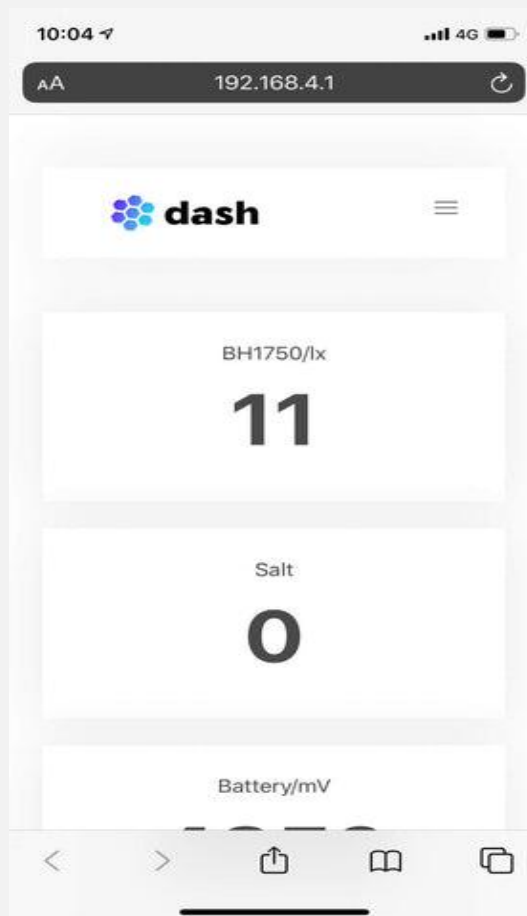 10:04
4G
AA
192.168.4.1
dash
BH1750/lx
11
Salt
0
Battery/mV